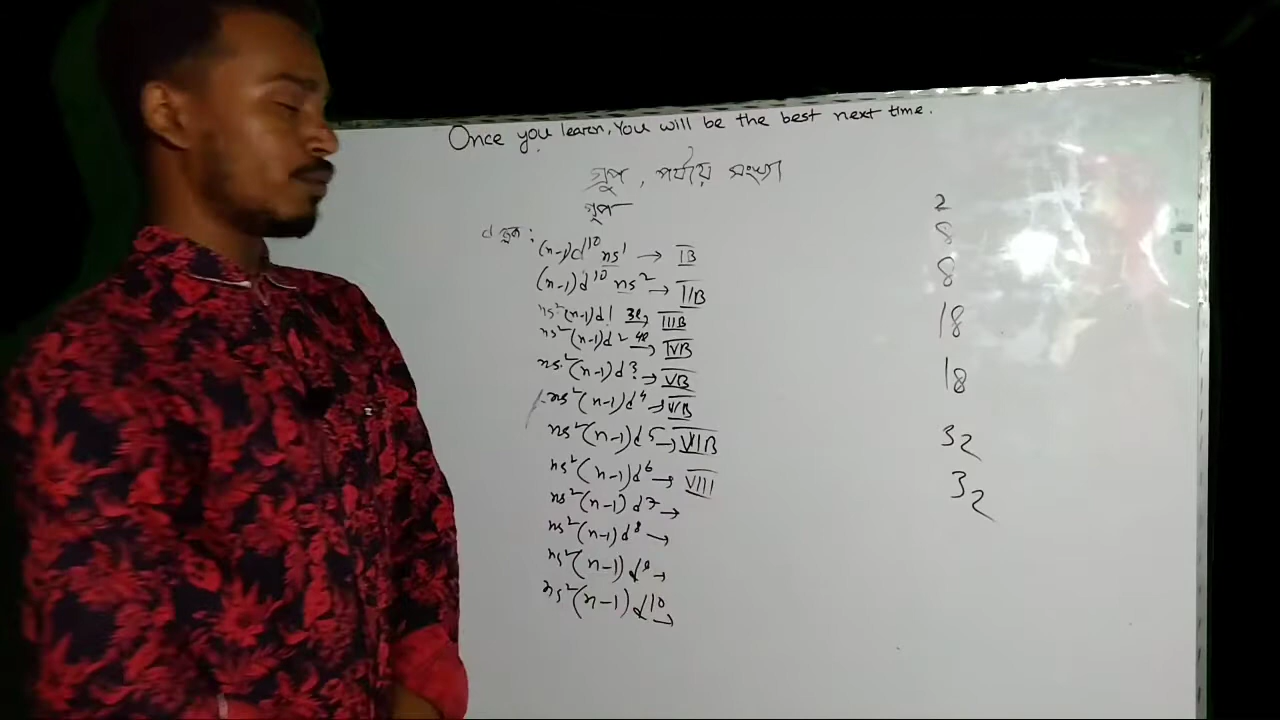 Once you learn, You will be the best next time.
গ্রুপ, পর্যায় সংখ্যা
গ্রুপ
d ব্লক:
(n-1)d¹⁰ ns¹ → IB
(n-1)d¹⁰ ns² → IIB
ns²(n-1)d1 3e → IIIB
ns²(n-1)d2 4e → IVB
ns²(n-1)d3 → VB
ns²(n-1)d4 → VIB
ns²(n-1)d5 → VIIB
ns²(n-1)d6 → VIII
ns²(n-1)d7 →
ns²(n-1)d8 →
ns²(n-1)d9 →
ns²(n-1)d10 →
2
8
8
18
18
32
32